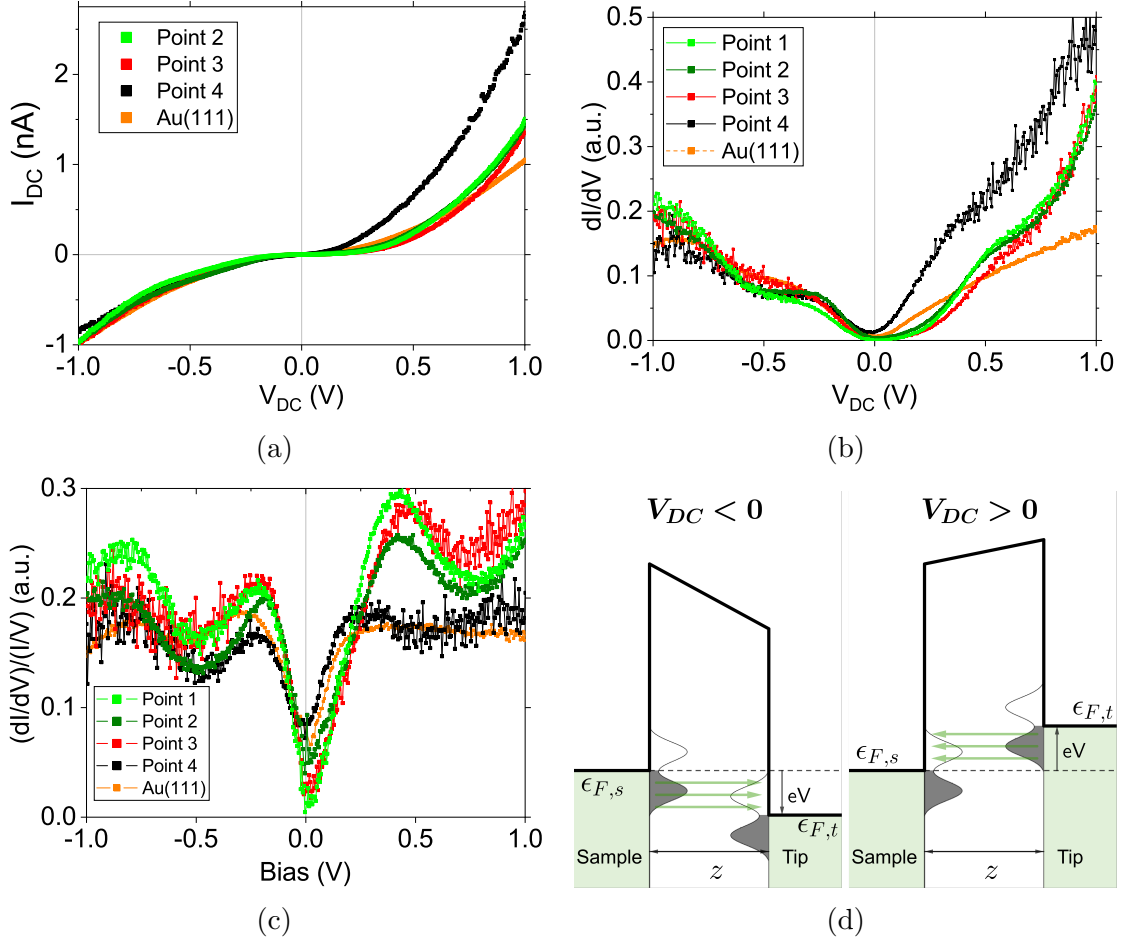 Point 2
Point 3
Point 4
Au(111)
I_DC (nA)
2
1
0
-1
-1.0
-0.5
0.0
0.5
1.0
V_DC (V)
(a)
Point 1
Point 2
Point 3
Point 4
Au(111)
dI/dV (a.u.)
0.5
0.4
0.3
0.2
0.1
0.0
-1.0
-0.5
0.0
0.5
1.0
V_DC (V)
(b)
(dI/dV)/(I/V) (a.u.)
0.3
0.2
0.1
0.0
Point 1
Point 2
Point 3
Point 4
Au(111)
-1.0
-0.5
0.0
0.5
1.0
Bias (V)
(c)
V_DC < 0
ϵ_F,s
eV
ϵ_F,t
Sample
z
Tip
V_DC > 0
ϵ_F,t
eV
ϵ_F,s
Sample
z
Tip
(d)